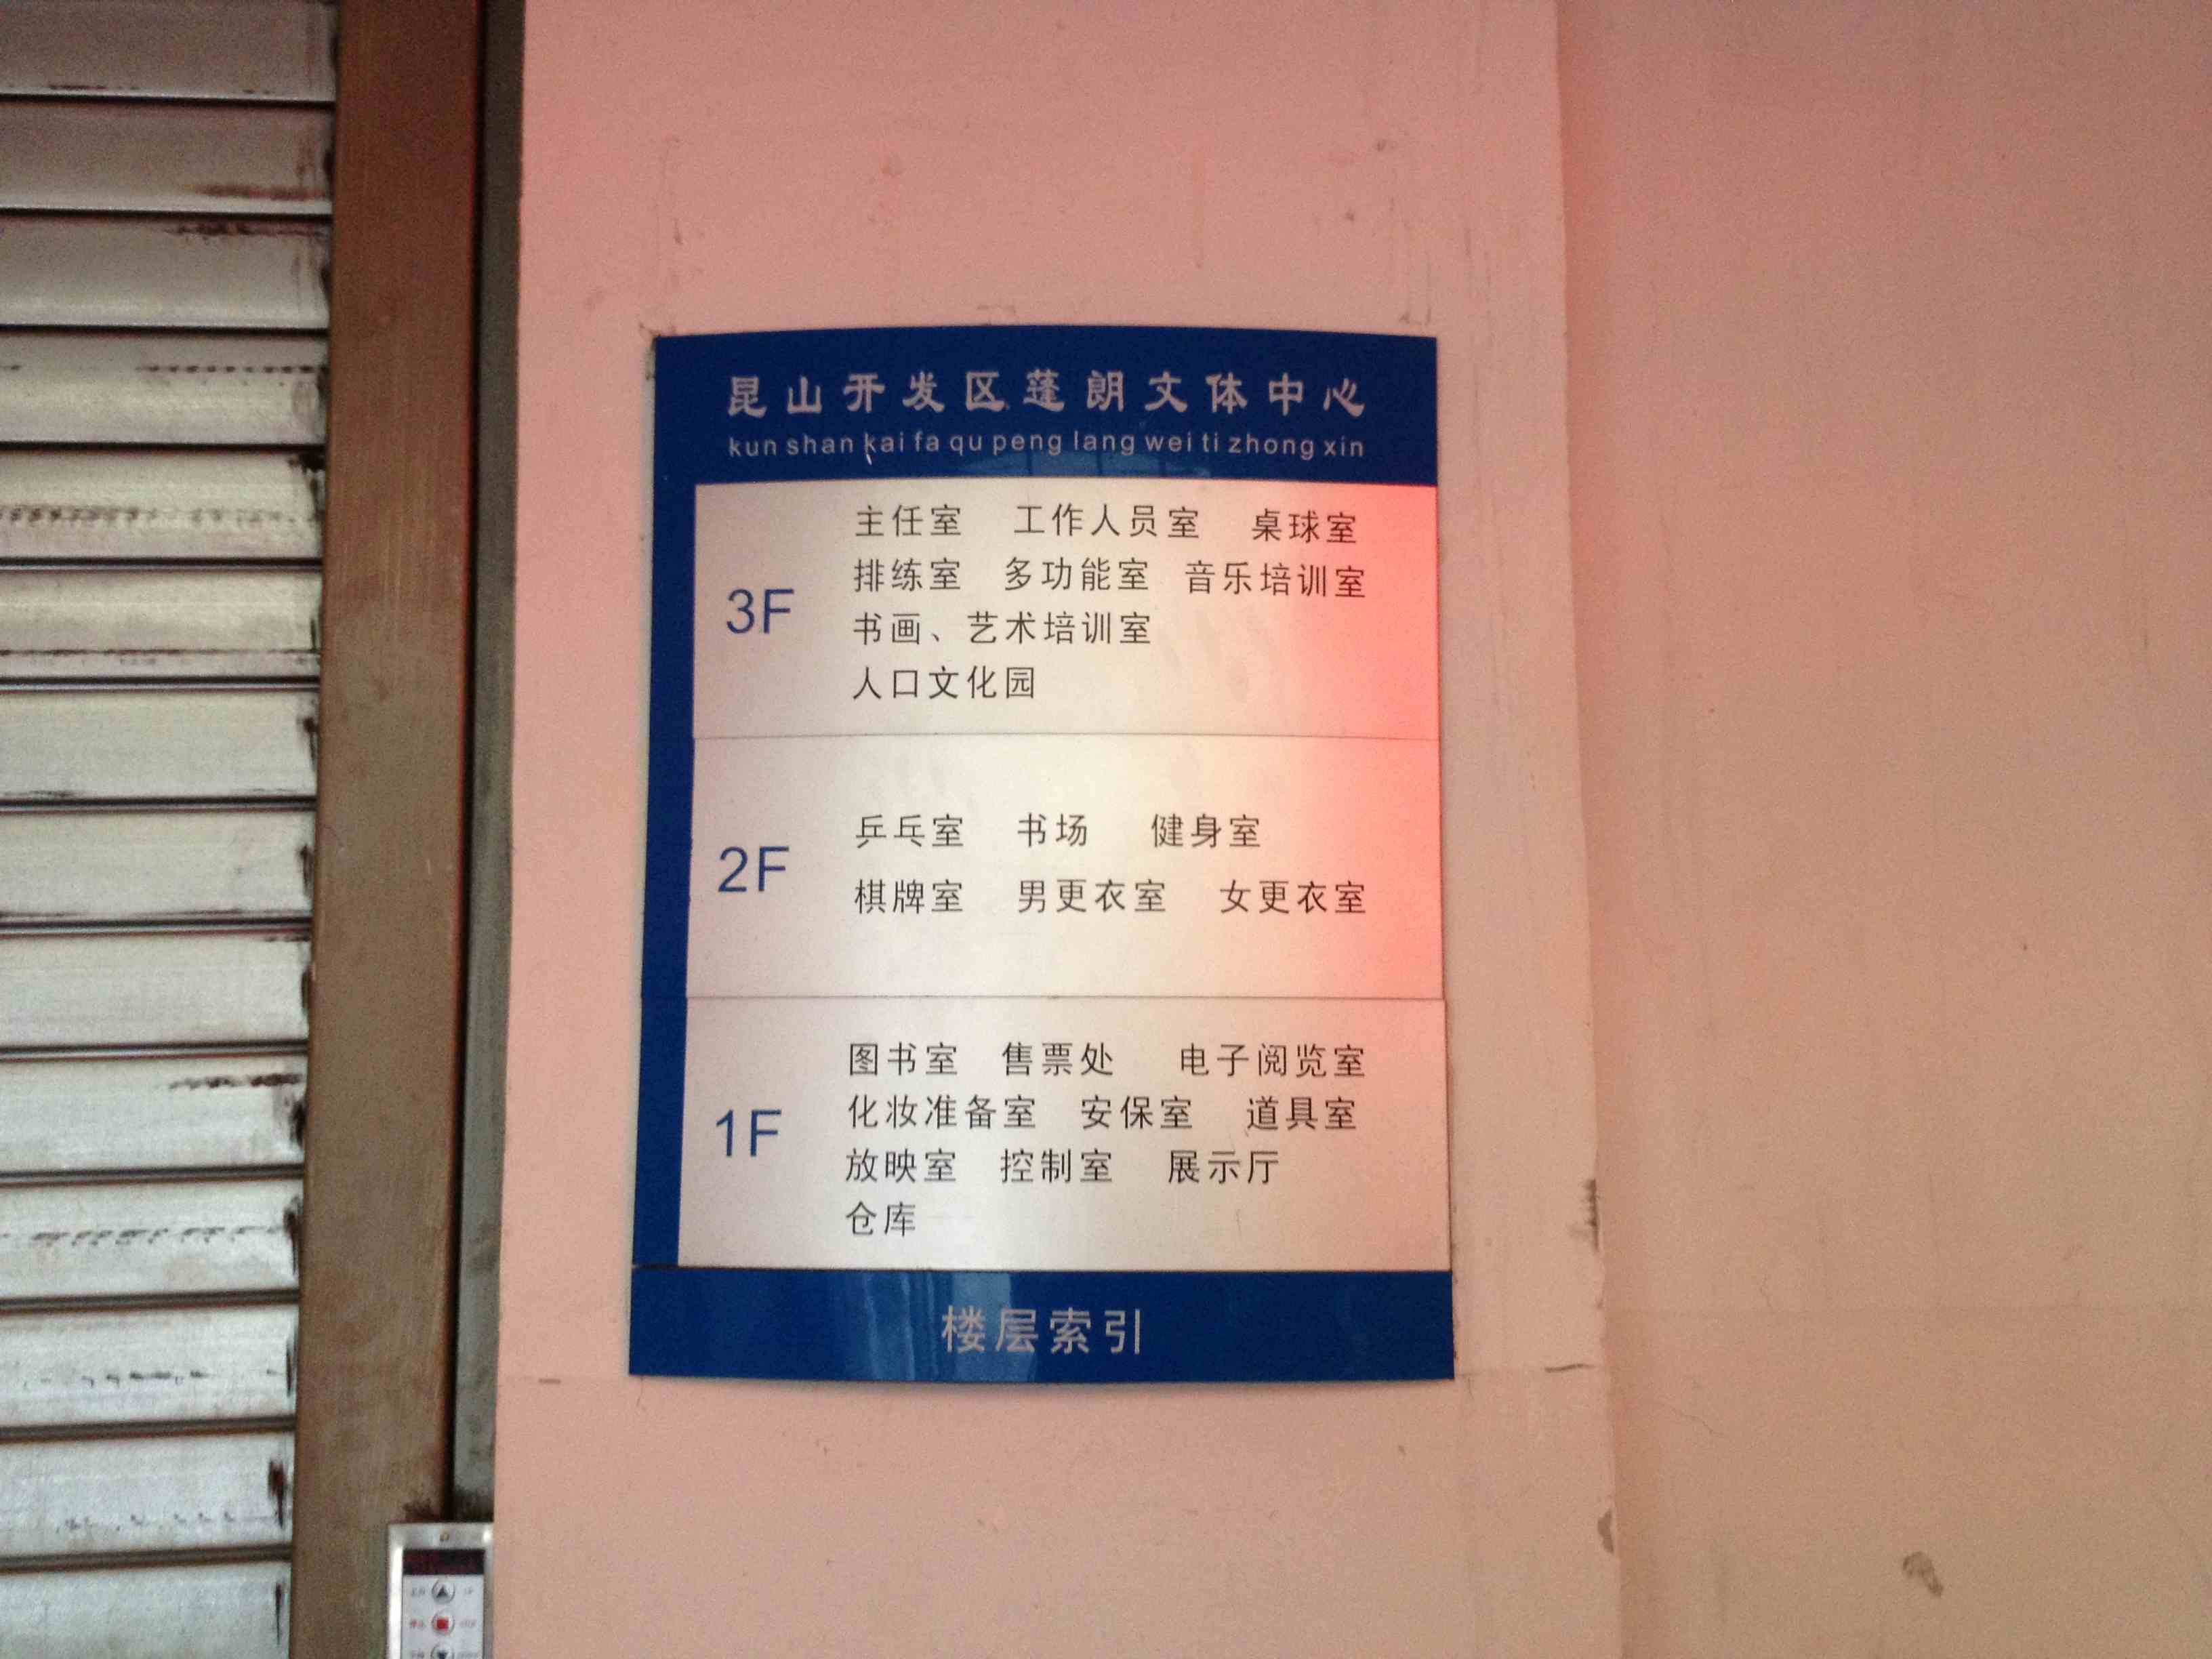 昆山开发区蓬朗文体中心
kun shan kai fa qu peng lang wei ti zhong xin
3F
主任室 工作人员室 桌球室
排练室 多功能室 音乐培训室
书画、艺术培训室
人口文化园
2F
乒乓室 书场 健身室
棋牌室 男更衣室 女更衣室
1F
图书室 售票处 电子阅览室
化妆准备室 安保室 道具室
放映室 控制室 展示厅
仓库
楼层索引